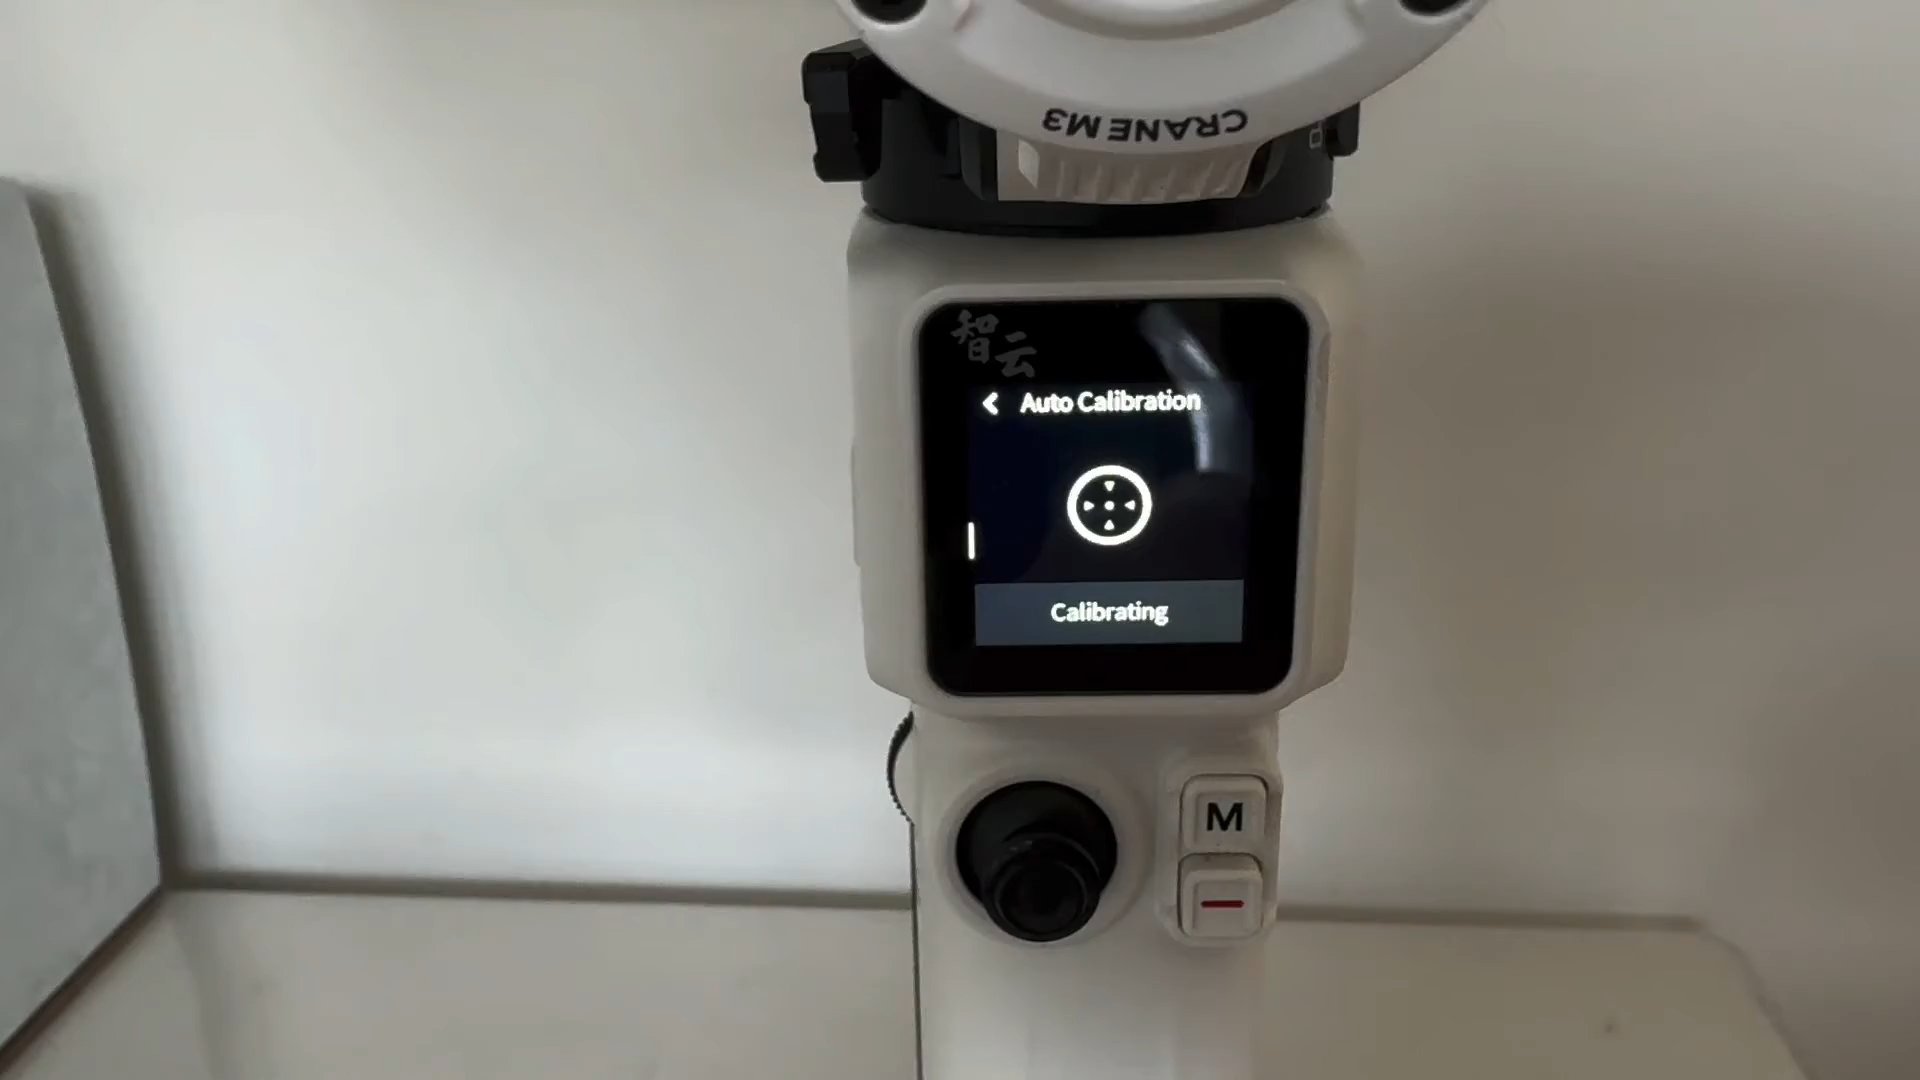 CRANE M3
智云
Auto Calibration
Calibrating
M